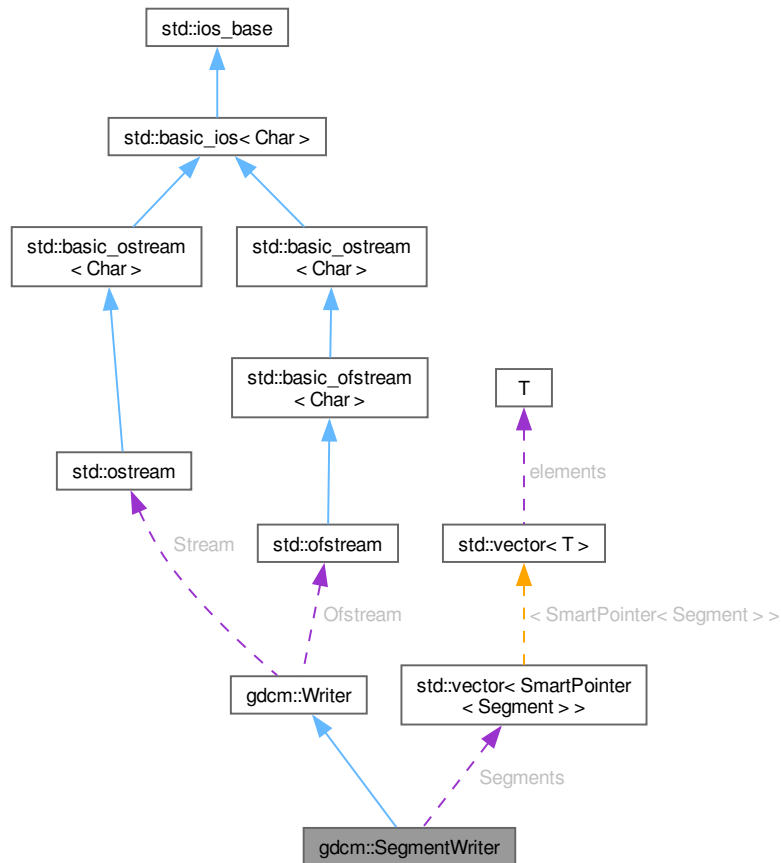 std::ios_base
std::basic_ios< Char >
std::basic_ostream
< Char >
std::basic_ostream
< Char >
std::basic_ofstream
< Char >
T
std::ostream
elements
Stream
std::ofstream
std::vector< T >
Ofstream
< SmartPointer< Segment > >
gdcm::Writer
std::vector< SmartPointer
< Segment > >
Segments
gdcm::SegmentWriter